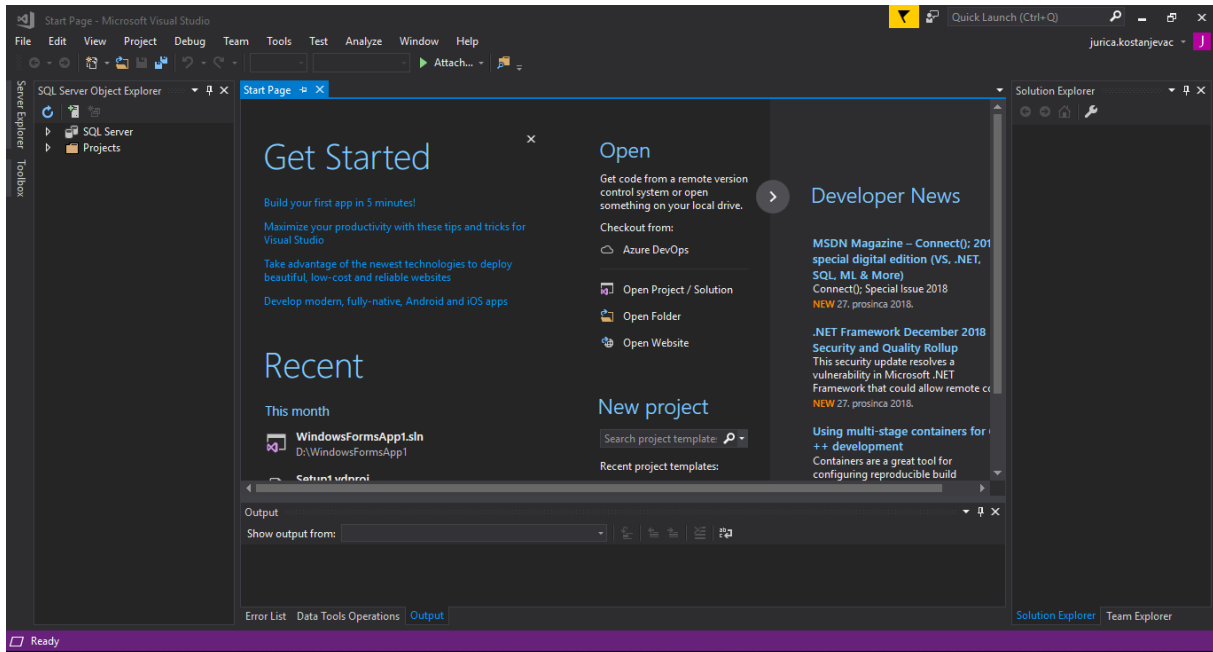 Start Page - Microsoft Visual Studio
Quick Launch (Ctrl+Q)
File Edit View Project Debug Team Tools Test Analyze Window Help
jurica.kostanjevac
J
Attach...
Server Explorer
Toolbox
SQL Server Object Explorer
SQL Server
Projects
Start Page
Get Started
Build your first app in 5 minutes!
Maximize your productivity with these tips and tricks for
Visual Studio
Take advantage of the newest technologies to deploy
beautiful, low-cost and reliable websites
Develop modern, fully-native, Android and iOS apps
Recent
This month
WindowsFormsApp1.sln
D:\WindowsFormsApp1
Setup1.vdproj
Open
Get code from a remote version
control system or open
something on your local drive.
Checkout from:
Azure DevOps
Open Project / Solution
Open Folder
Open Website
New project
Search project template
Recent project templates:
Developer News
MSDN Magazine – Connect(); 201
special digital edition (VS, .NET,
SQL, ML & More)
Connect(); Special Issue 2018
NEW 27. prosinca 2018.
.NET Framework December 2018
Security and Quality Rollup
This security update resolves a
vulnerability in Microsoft .NET
Framework that could allow remote
NEW 27. prosinca 2018.
Using multi-stage containers for
++ development
Containers are a great tool for
configuring reproducible build
Solution Explorer
Output
Show output from:
Error List Data Tools Operations Output
Solution Explorer Team Explorer
Ready